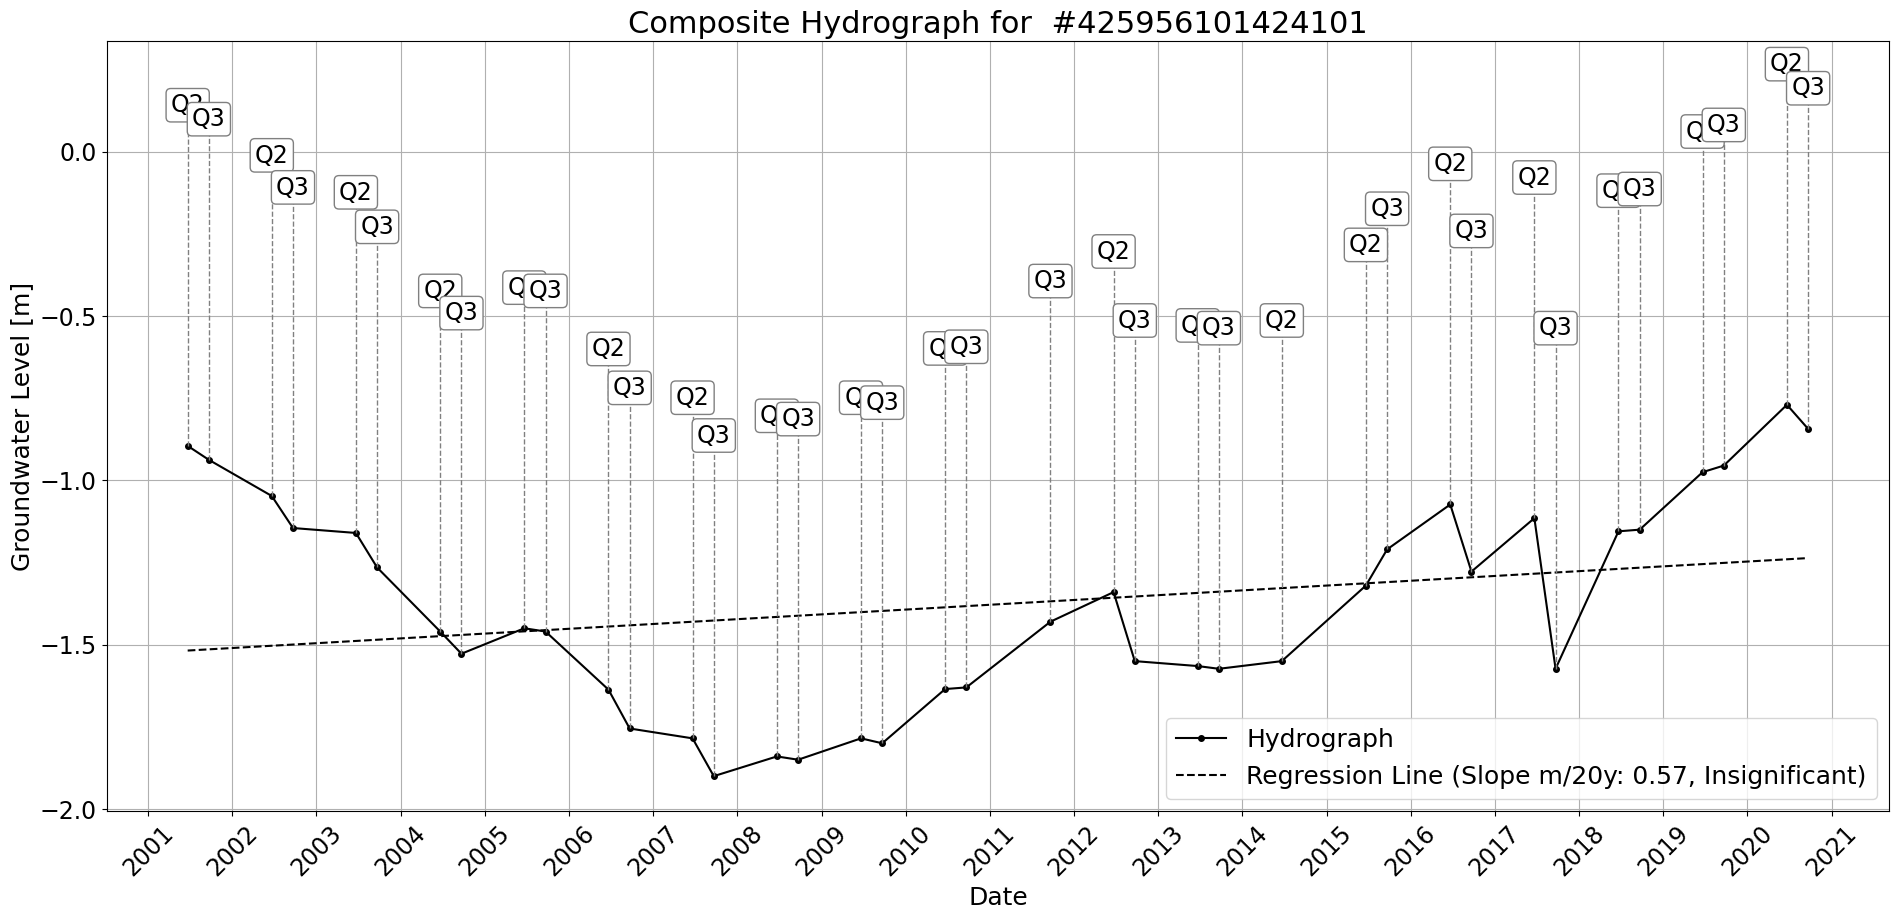 Composite Hydrograph for  #425956101424101
Groundwater Level [m]
0.0
−0.5
−1.0
−1.5
−2.0
Q2
Q3
Q2
Q3
Q2
Q3
Q2
Q3
Q
Q3
Q2
Q3
Q2
Q3
Q
Q3
Q
Q3
Q
Q3
Q3
Q2
Q3
Q
Q3
Q2
Q2
Q3
Q2
Q3
Q2
Q3
Q
Q3
Q
Q3
Q2
Q3
Hydrograph
Regression Line (Slope m/20y: 0.57, Insignificant)
2001
2002
2003
2004
2005
2006
2007
2008
2009
2010
2011
2012
2013
2014
2015
2016
2017
2018
2019
2020
2021
Date